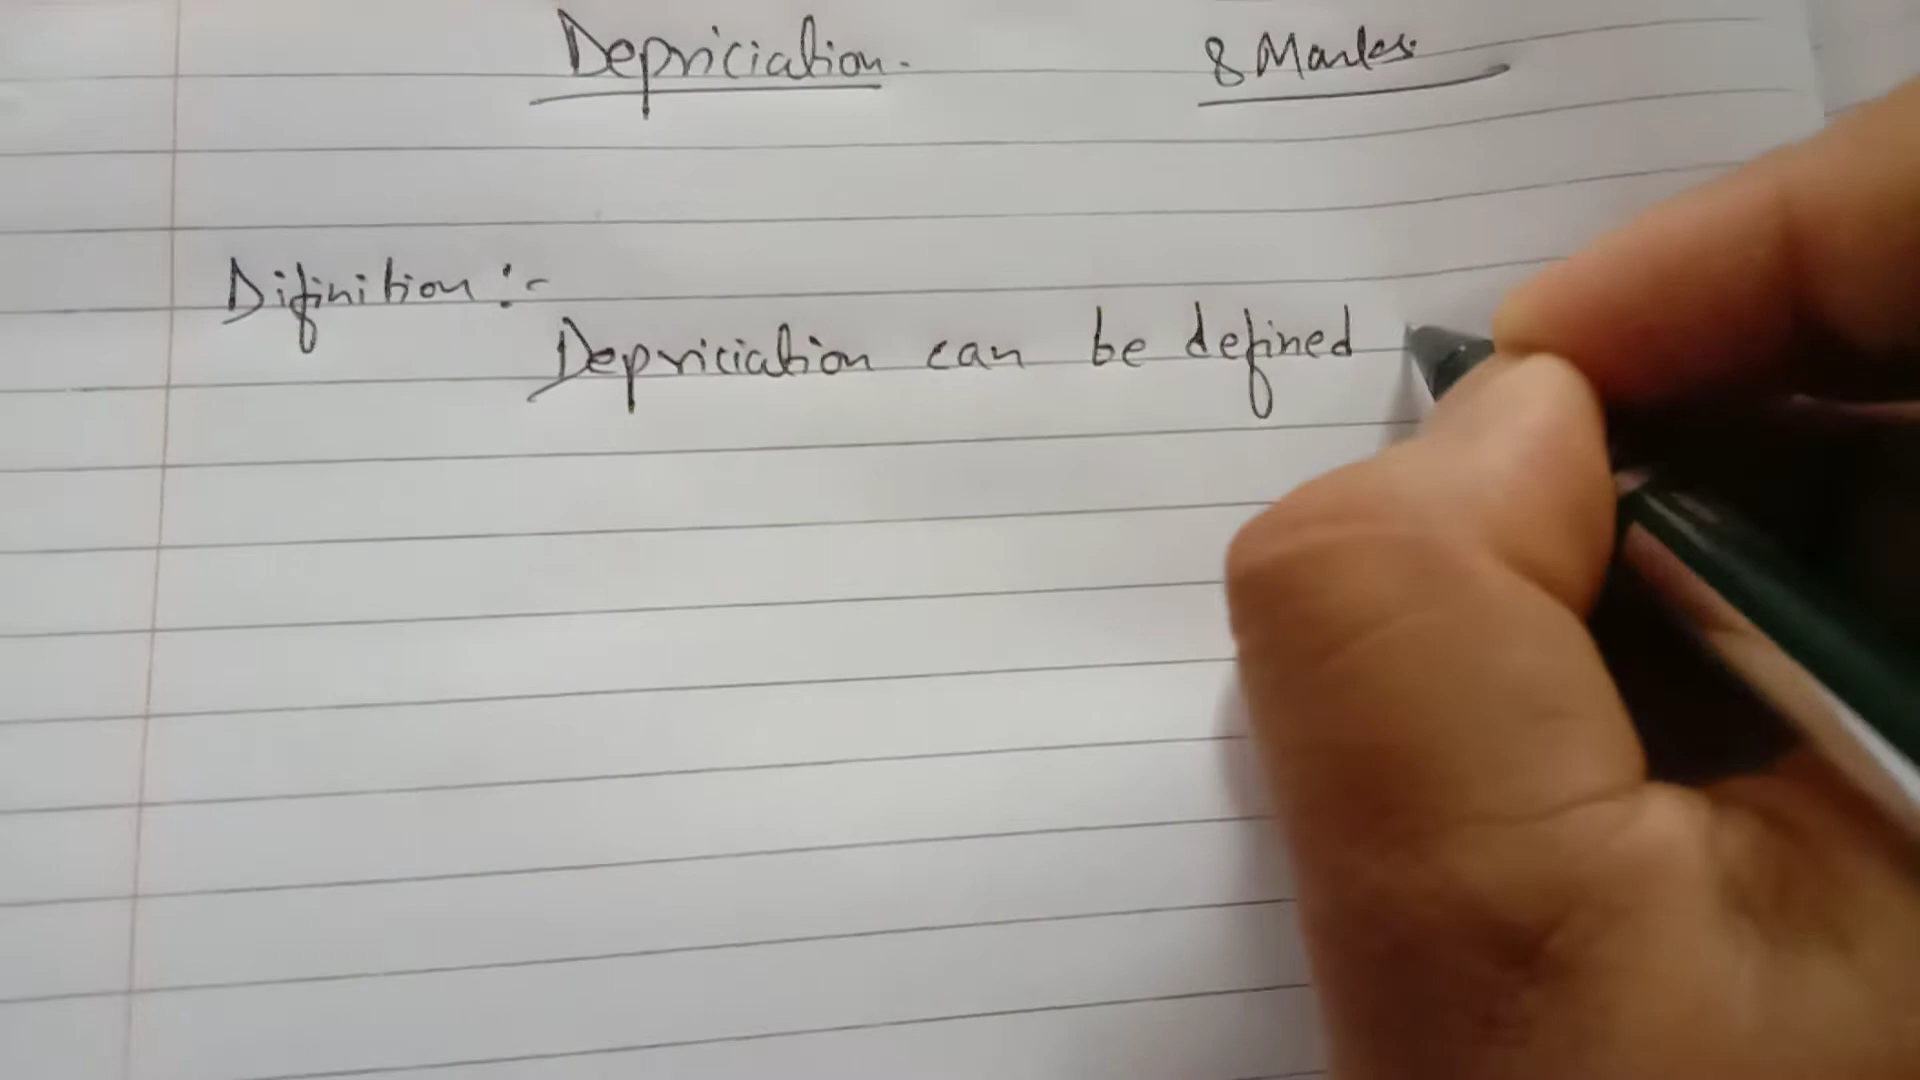 Depriciation. 8 Marks.
Difinition :-
Depriciation can be defined